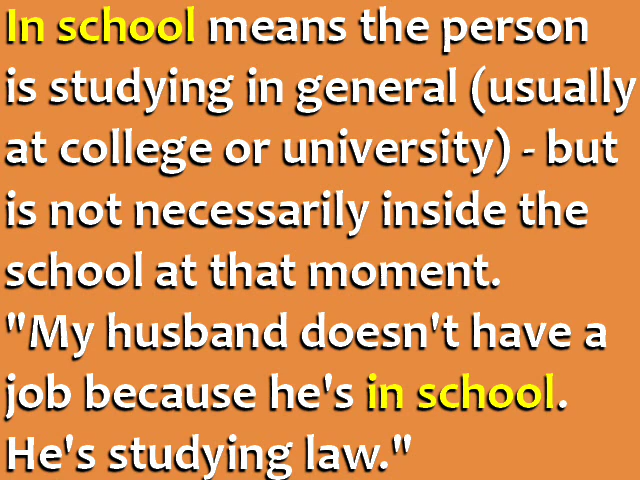 In school means the person
is studying in general (usually
at college or university) - but
is not necessarily inside the
school at that moment.
"My husband doesn't have a
job because he's in school.
He's studying law."